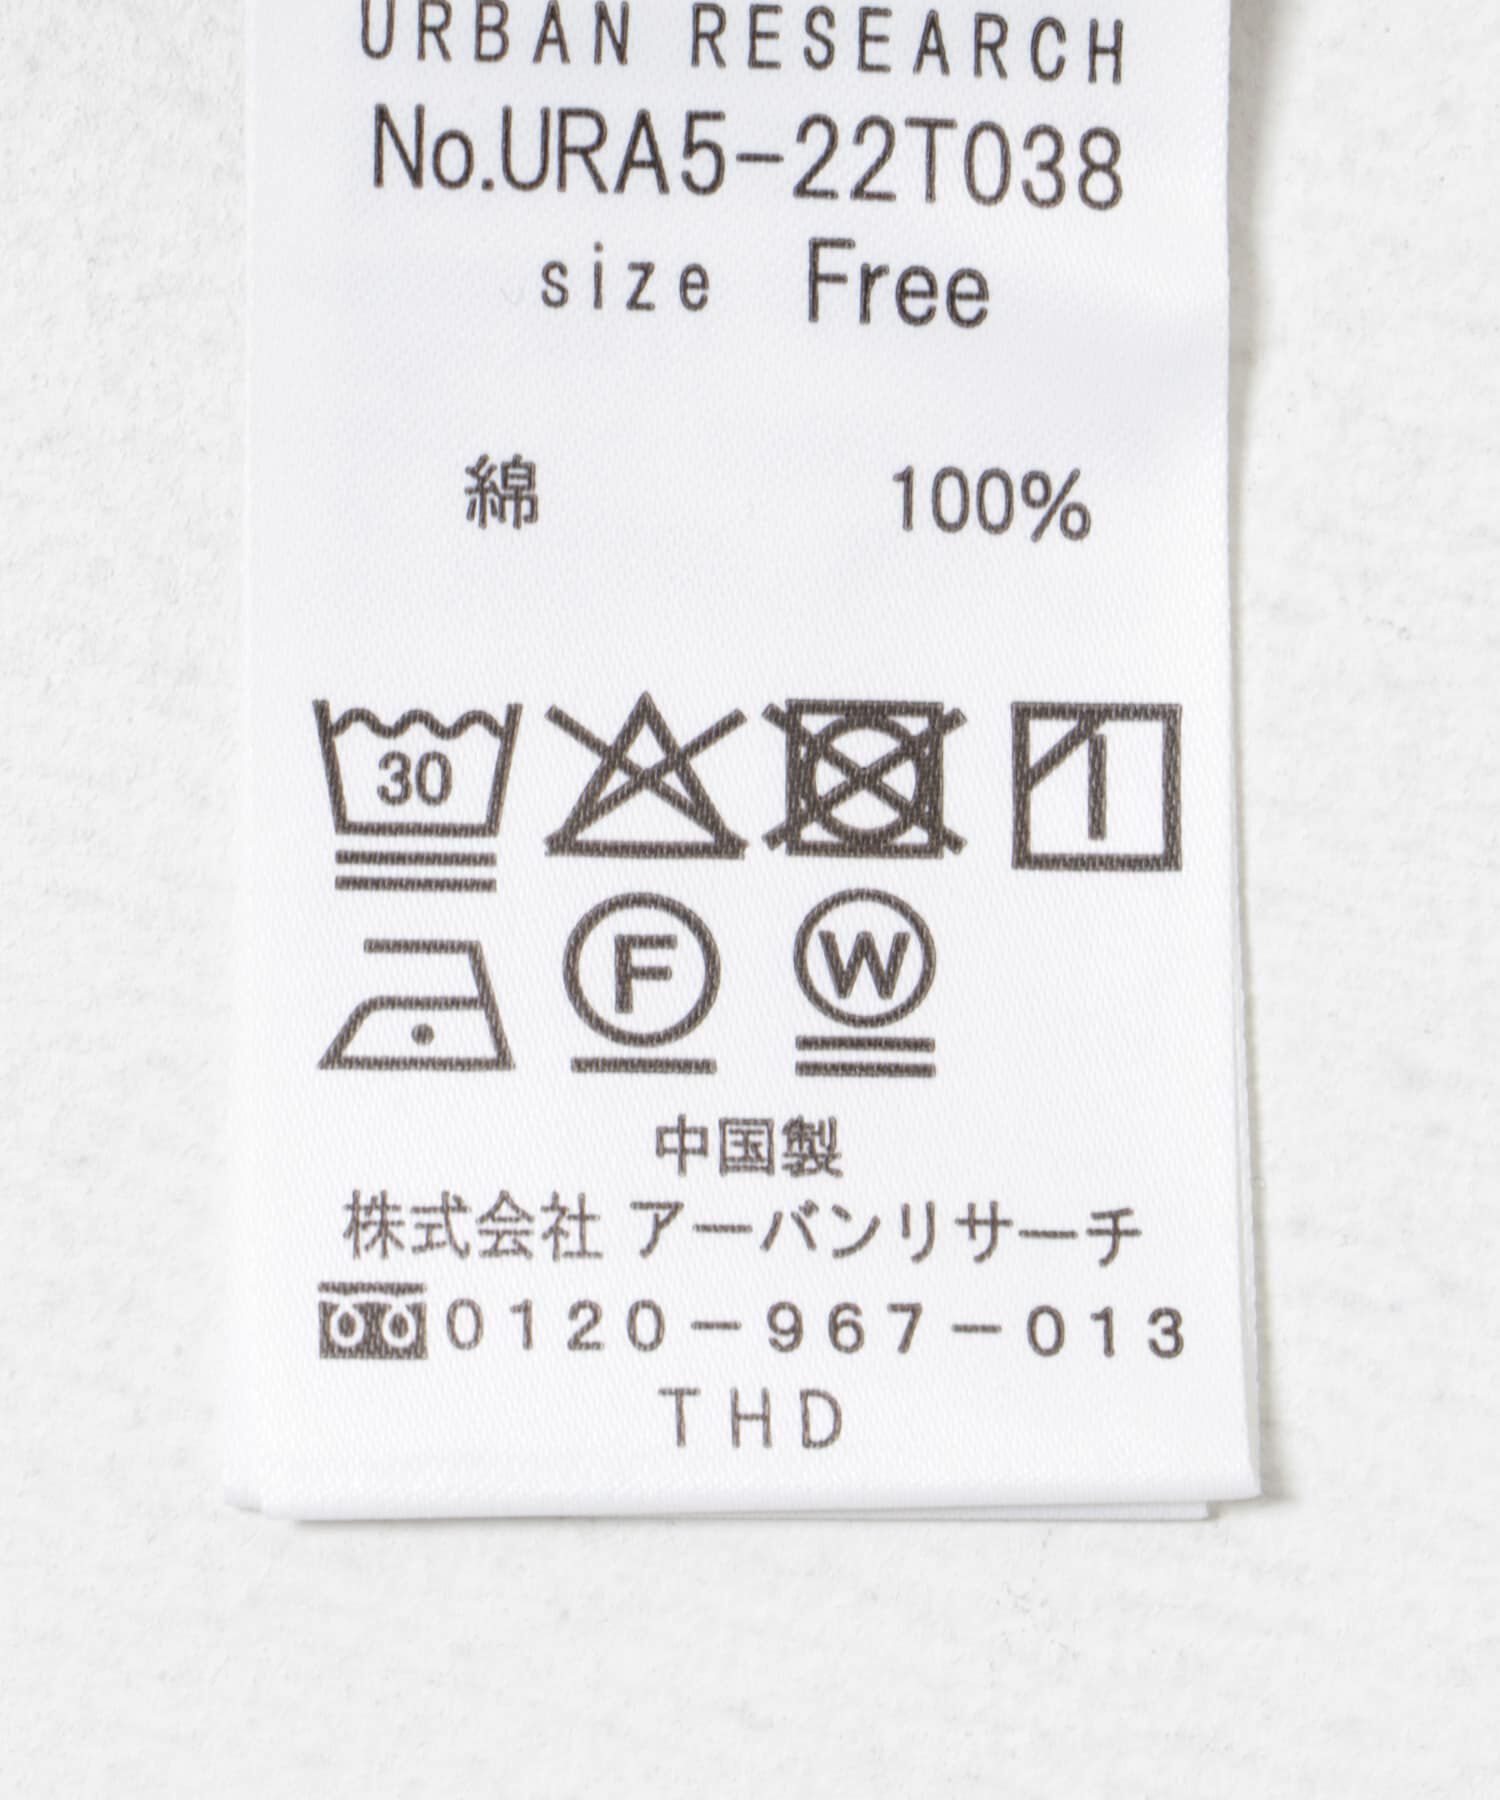 URBAN RESEARCH
No.URA5-22T038
size Free
綿 100%
30
F W
中国製
株式会社 アーバンリサーチ
0120-967-013
THD